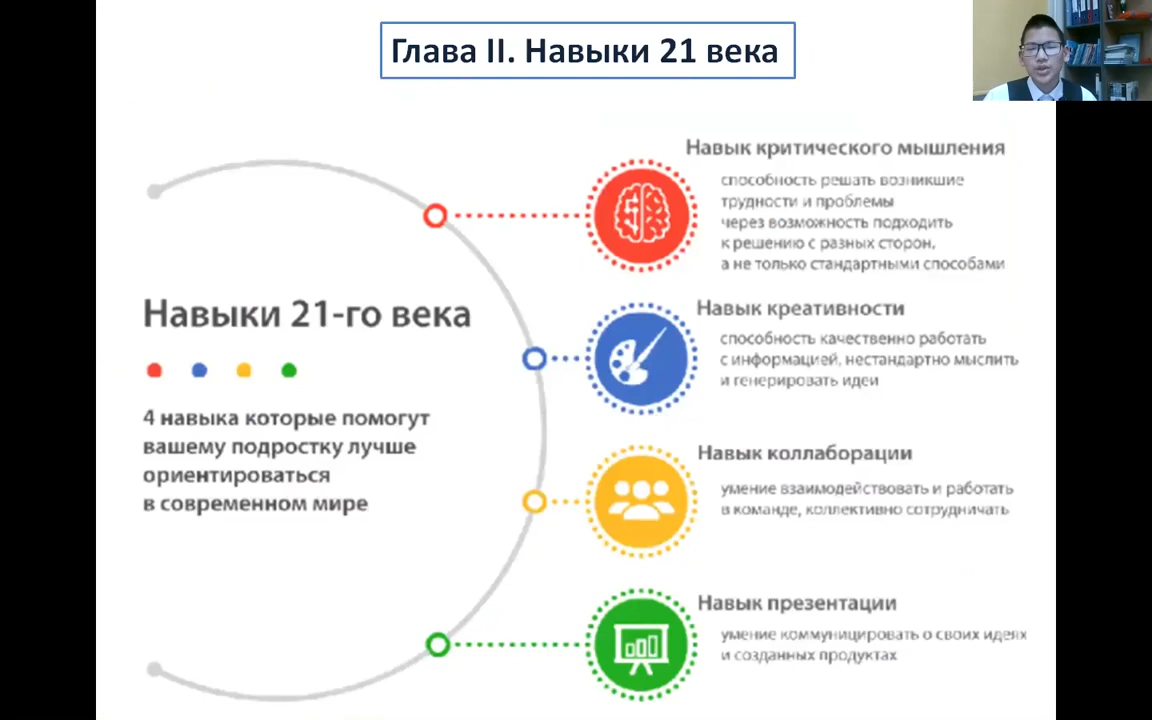 Глава II. Навыки 21 века
Навыки 21-го века
4 навыка которые помогут
вашему подростку лучше
ориентироваться
в современном мире
Навык критического мышления
способность решать возникшие
трудности и проблемы
через возможность подходить
к решению с разных сторон,
а не только стандартными способами
Навык креативности
способность качественно работать
с информацией, нестандартно мыслить
и генерировать идеи
Навык коллаборации
умение взаимодействовать и работать
в команде, коллективно сотрудничать
Навык презентации
умение коммуницировать о своих идеях
и созданных продуктах